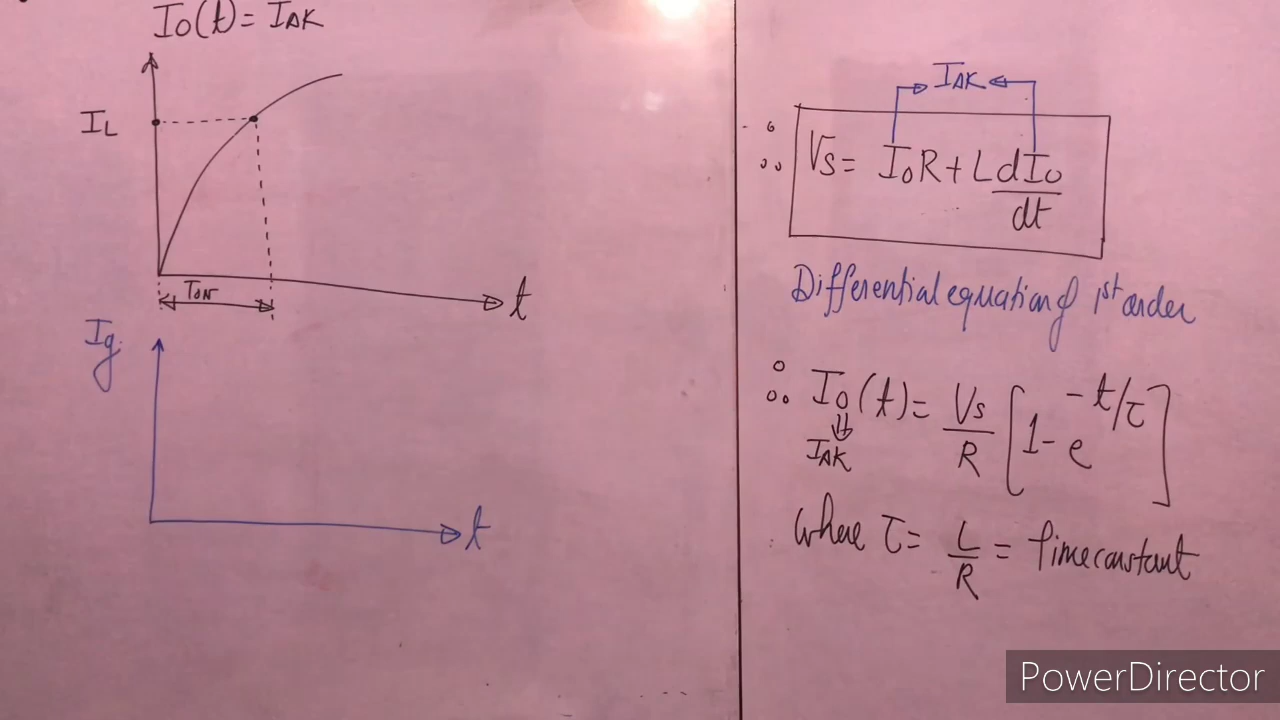 Io(t) = IAK
IL
TON
t
Ig
t
IAK
∴ Vs = IoR + L dIo/dt
Differential equation of 1st order
∴ Io(t) = Vs/R [1 - e^-t/τ]
IAK
where τ = L/R = Time constant
PowerDirector